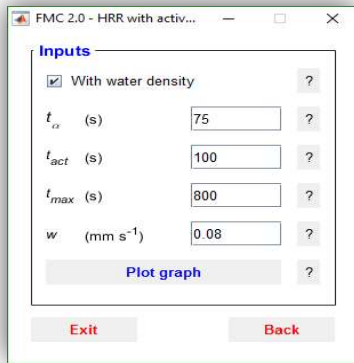 FMC 2.0 - HRR with activ...
Inputs
With water density ?
tα (s) 75 ?
tact (s) 100 ?
tmax (s) 800 ?
w (mm s⁻¹) 0.08 ?
Plot graph ?
Exit Back